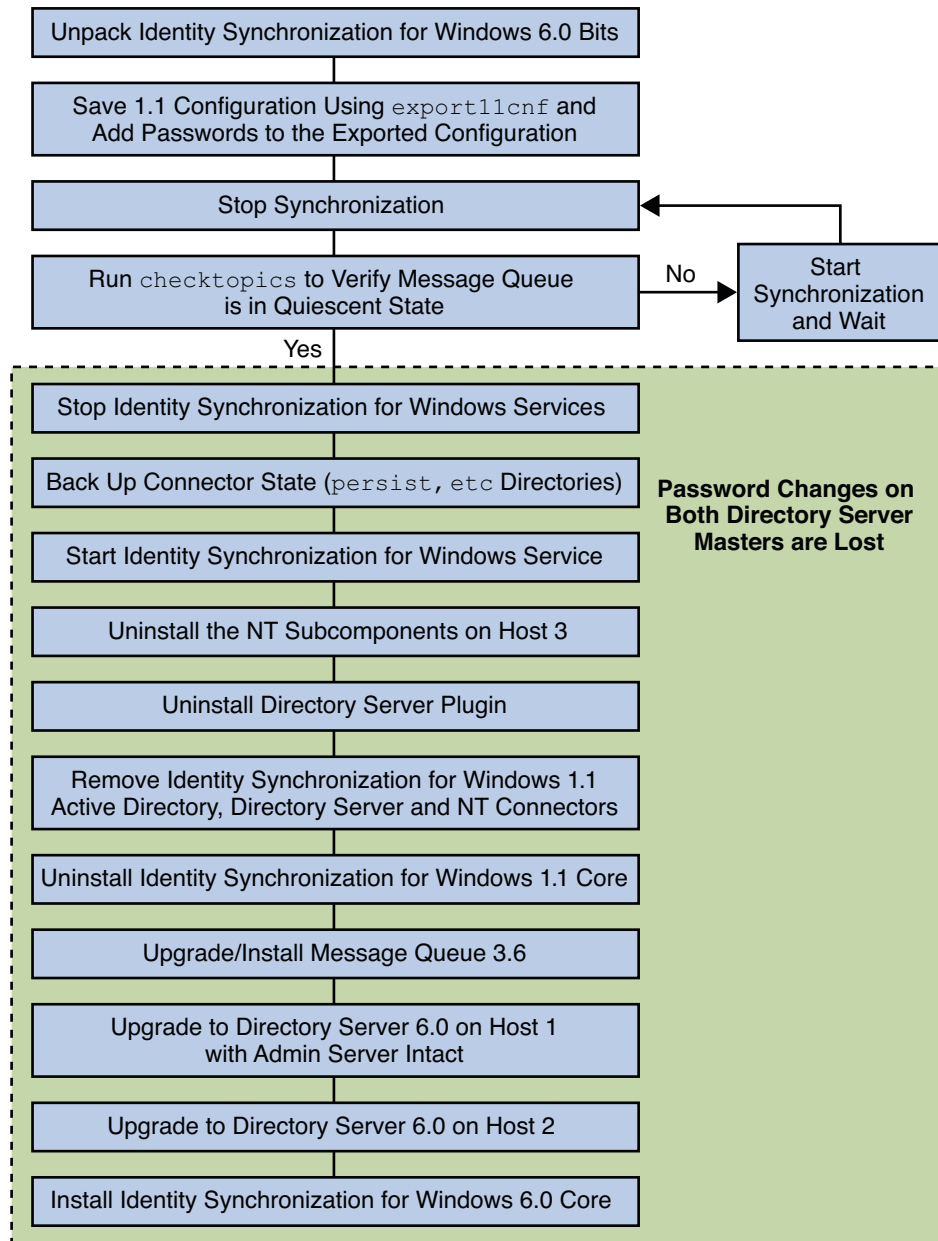 Unpack Identity Synchronization for Windows 6.0 Bits
Save 1.1 Configuration Using export11cnf and
Add Passwords to the Exported Configuration
Stop Synchronization
Run checktopics to Verify Message Queue
is in Quiescent State
No
Start
Synchronization
and Wait
Yes
Stop Identity Synchronization for Windows Services
Back Up Connector State (persist, etc Directories)
Password Changes on
Both Directory Server
Masters are Lost
Start Identity Synchronization for Windows Service
Uninstall the NT Subcomponents on Host 3
Uninstall Directory Server Plugin
Remove Identity Synchronization for Windows 1.1
Active Directory, Directory Server and NT Connectors
Uninstall Identity Synchronization for Windows 1.1 Core
Upgrade/Install Message Queue 3.6
Upgrade to Directory Server 6.0 on Host 1
with Admin Server Intact
Upgrade to Directory Server 6.0 on Host 2
Install Identity Synchronization for Windows 6.0 Core